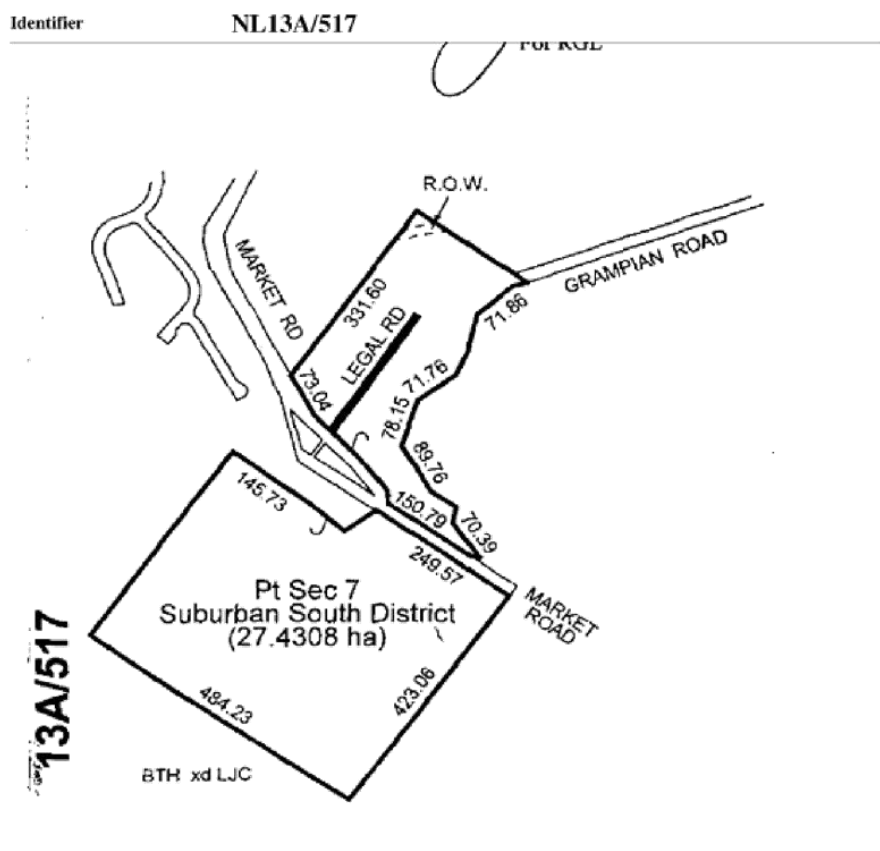 Identifier NL13A/517
For RGL
R.O.W.
MARKET RD
GRAMPIAN ROAD
331.60
71.86
LEGAL RD
73.04
71.76
78.15
89.76
145.73
150.79
70.39
249.57
Pt Sec 7
Suburban South District
(27.4308 ha)
MARKET
ROAD
13A/517
484.23
423.06
BTH xd LJC